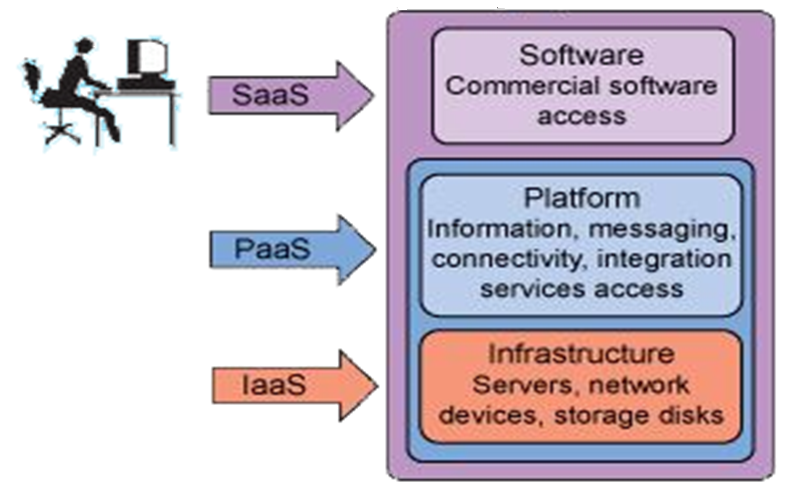 SaaS
Software
Commercial software
access
PaaS
Platform
Information, messaging,
connectivity, integration
services access
IaaS
Infrastructure
Servers, network
devices, storage disks